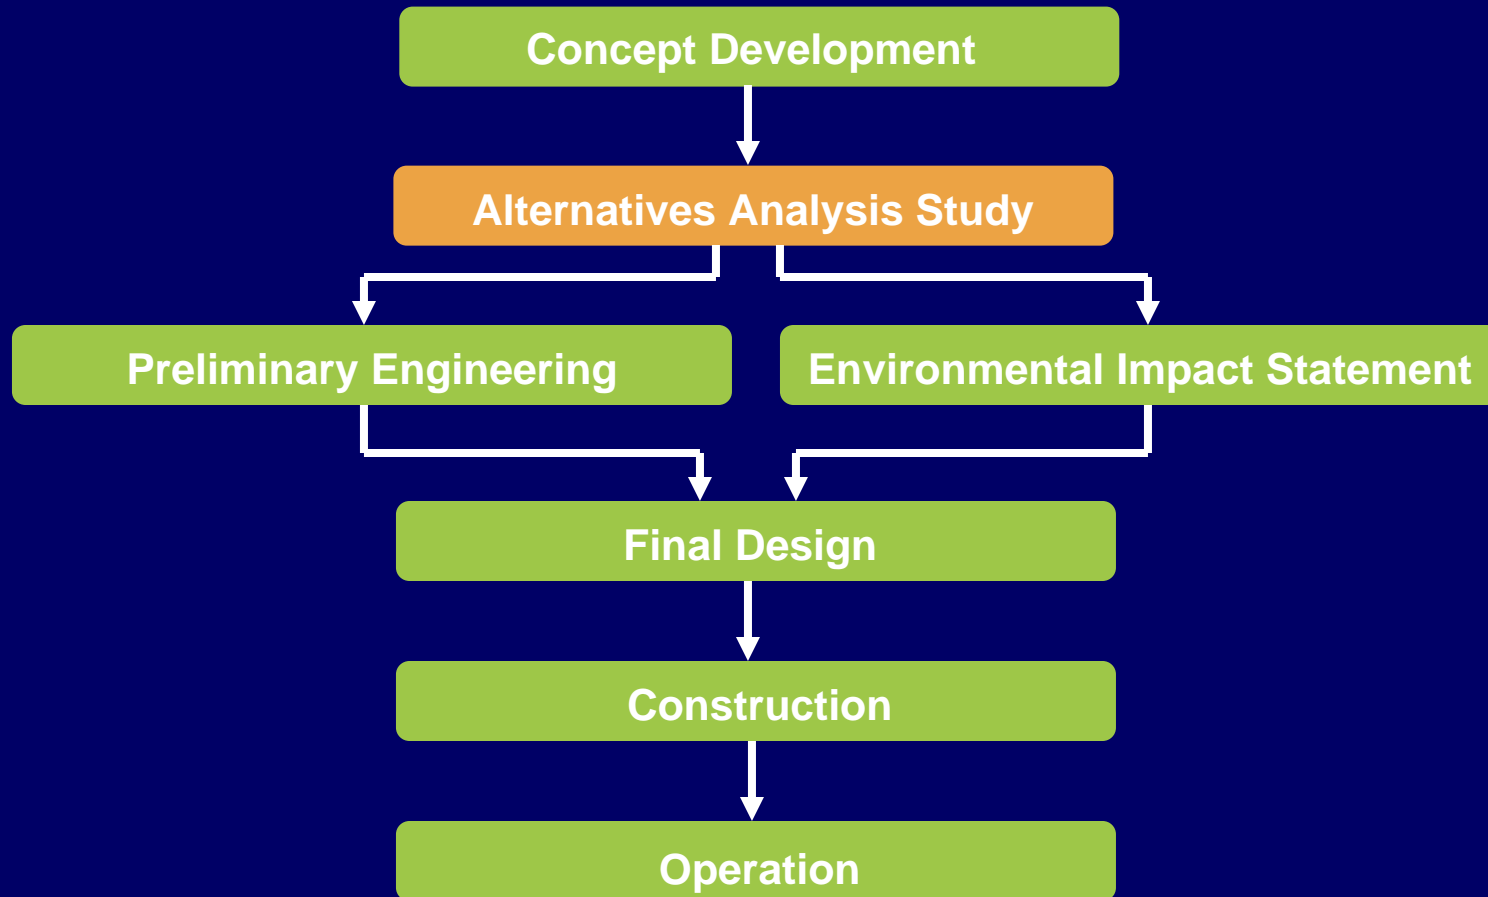 Concept Development
Alternatives Analysis Study
Preliminary Engineering
Environmental Impact Statement
Final Design
Construction
Operation